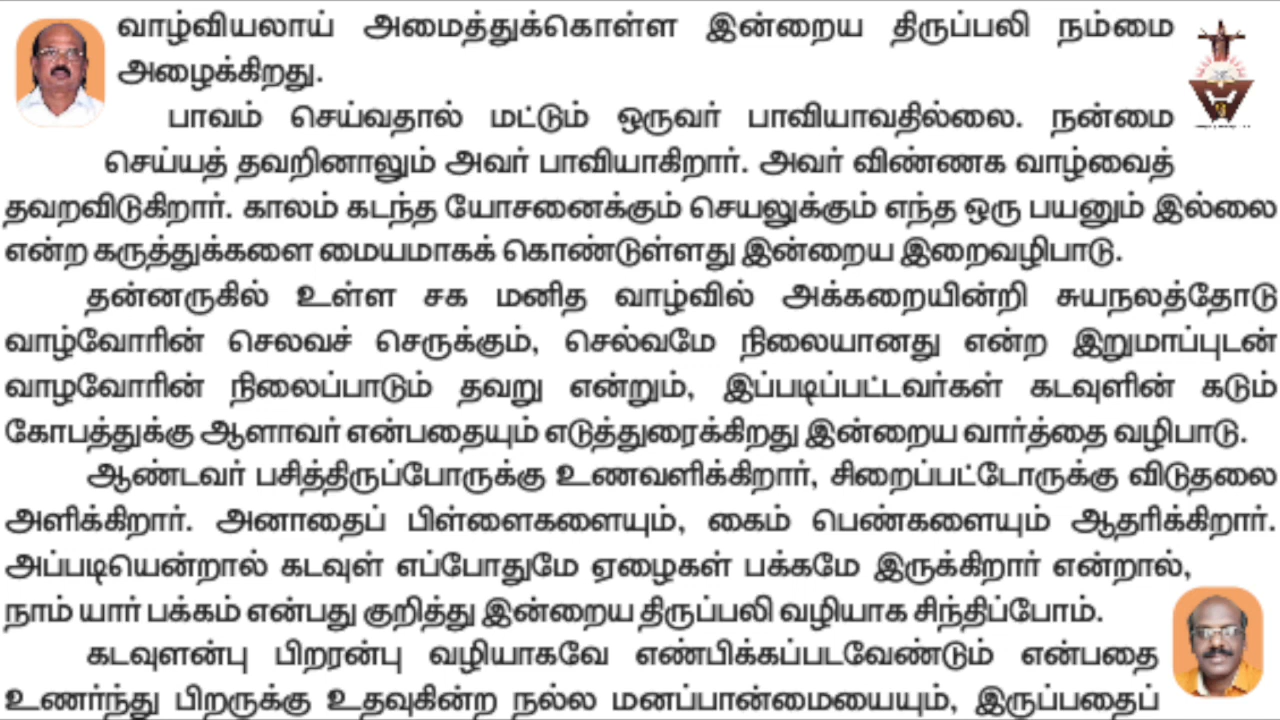 வாழ்வியலாய் அமைத்துக்கொள்ள இன்றைய திருப்பலி நம்மை
அழைக்கிறது.
பாவம் செய்வதால் மட்டும் ஒருவர் பாவியாவதில்லை. நன்மை
செய்யத் தவறினாலும் அவர் பாவியாகிறார். அவர் விண்ணக வாழ்வைத்
தவறவிடுகிறார். காலம் கடந்த யோசனைக்கும் செயலுக்கும் எந்த ஒரு பயனும் இல்லை
என்ற கருத்துக்களை மையமாகக் கொண்டுள்ளது இன்றைய இறைவழிபாடு.
தன்னருகில் உள்ள சக மனித வாழ்வில் அக்கறையின்றி சுயநலத்தோடு
வாழ்வோரின் செலவச் செருக்கும், செல்வமே நிலையானது என்ற இறுமாப்புடன்
வாழவோரின் நிலைப்பாடும் தவறு என்றும், இப்படிப்பட்டவர்கள் கடவுளின் கடும்
கோபத்துக்கு ஆளாவர் என்பதையும் எடுத்துரைக்கிறது இன்றைய வார்த்தை வழிபாடு.
ஆண்டவர் பசித்திருப்போருக்கு உணவளிக்கிறார், சிறைப்பட்டோருக்கு விடுதலை
அளிக்கிறார். அனாதைப் பிள்ளைகளையும், கைம் பெண்களையும் ஆதரிக்கிறார்.
அப்படியென்றால் கடவுள் எப்போதுமே ஏழைகள் பக்கமே இருக்கிறார் என்றால்,
நாம் யார் பக்கம் என்பது குறித்து இன்றைய திருப்பலி வழியாக சிந்திப்போம்.
கடவுளன்பு பிறரன்பு வழியாகவே எண்பிக்கப்படவேண்டும் என்பதை
உணர்ந்து பிறருக்கு உதவுகின்ற நல்ல மனப்பான்மையையும், இருப்பதைப்